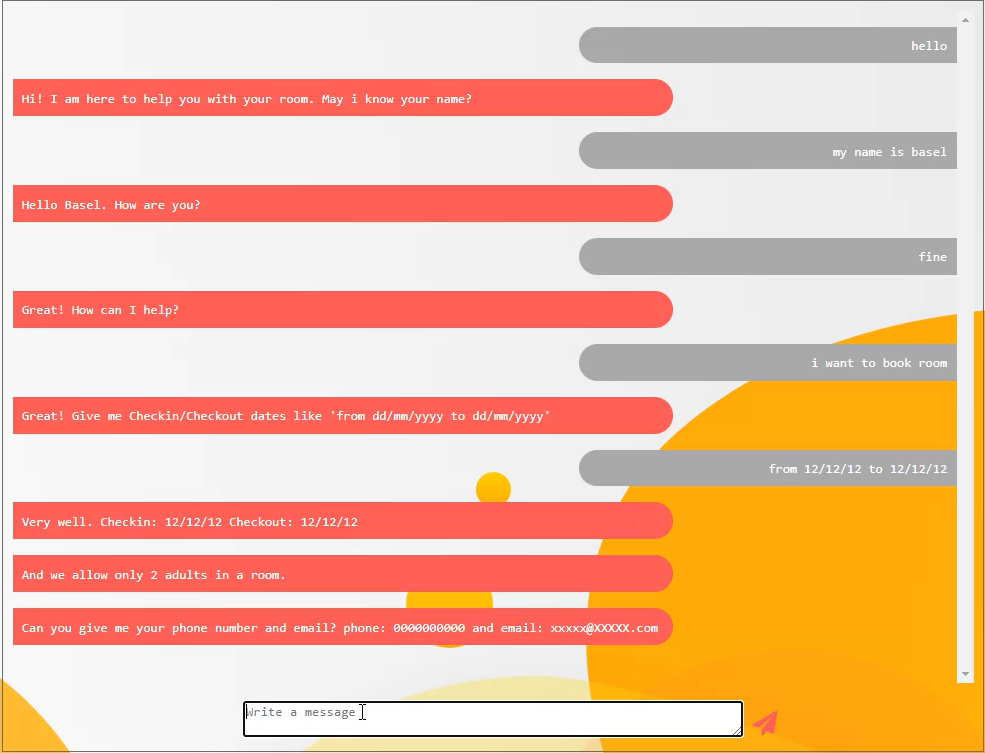 hello
Hi! I am here to help you with your room. May i know your name?
my name is basel
Hello Basel. How are you?
fine
Great! How can I help?
i want to book room
Great! Give me Checkin/Checkout dates like 'from dd/mm/yyyy to dd/mm/yyyy'
from 12/12/12 to 12/12/12
Very well. Checkin: 12/12/12 Checkout: 12/12/12
And we allow only 2 adults in a room.
Can you give me your phone number and email? phone: 0000000000 and email: xxxxx@XXXXX.com
Write a message